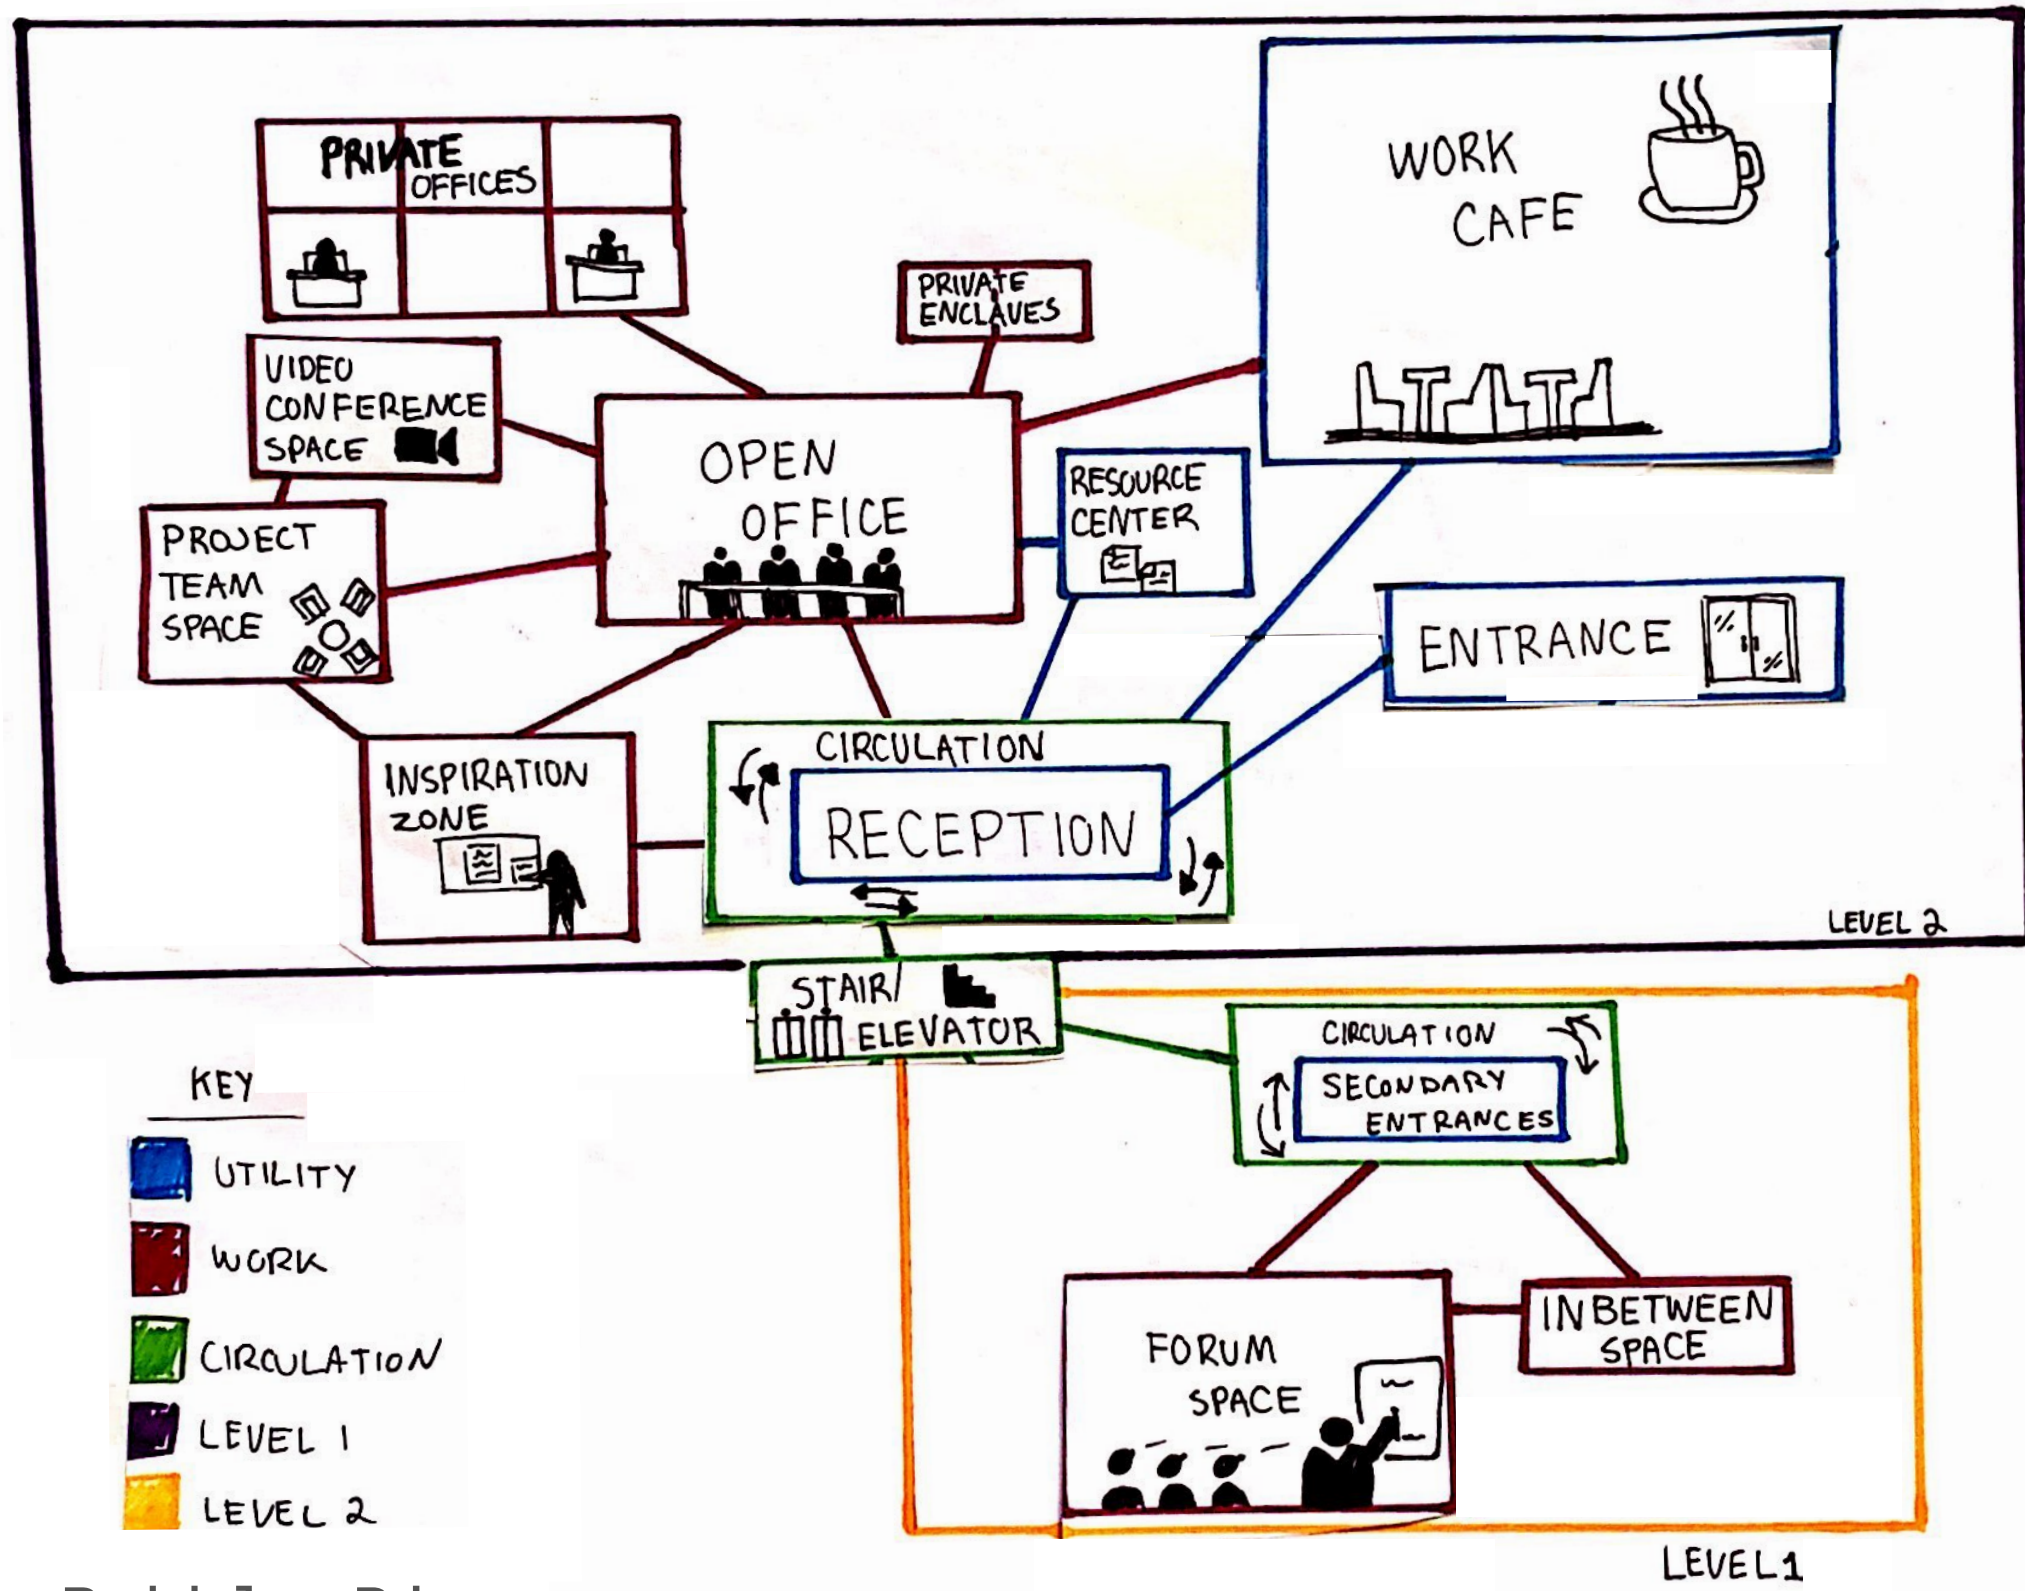 PRIVATE
OFFICES
WORK
CAFE
PRIVATE
ENCLAVES
VIDEO
CONFERENCE
SPACE
OPEN
OFFICE
RESOURCE
CENTER
PROJECT
TEAM
SPACE
ENTRANCE
CIRCULATION
RECEPTION
INSPIRATION
ZONE
LEVEL 2
STAIR/
ELEVATOR
CIRCULATION
SECONDARY
ENTRANCES
KEY
UTILITY
WORK
CIRCULATION
LEVEL 1
LEVEL 2
FORUM
SPACE
INBETWEEN
SPACE
LEVEL 1